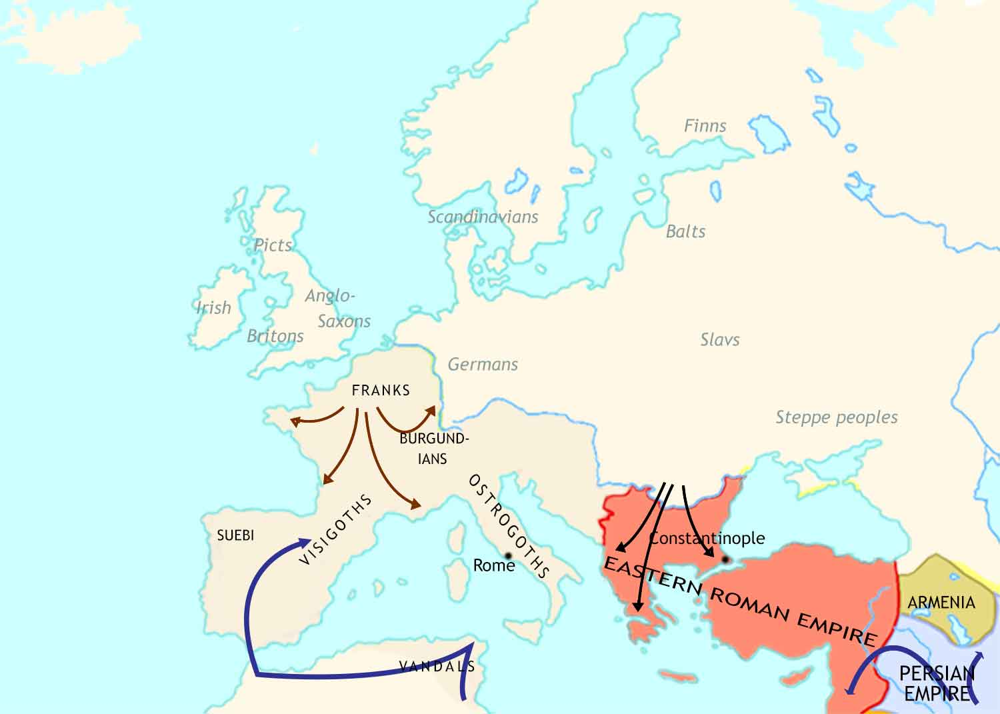 Finns
Scandinavians
Balts
Picts
Anglo-
Saxons
Irish
Britons
Slavs
Germans
FRANKS
Steppe peoples
BURGUND-
IANS
OSTROGOTHS
VISIGOTHS
SUEBI
Constantinople
Rome
EASTERN ROMAN EMPIRE
ARMENIA
VANDALS
PERSIAN
EMPIRE